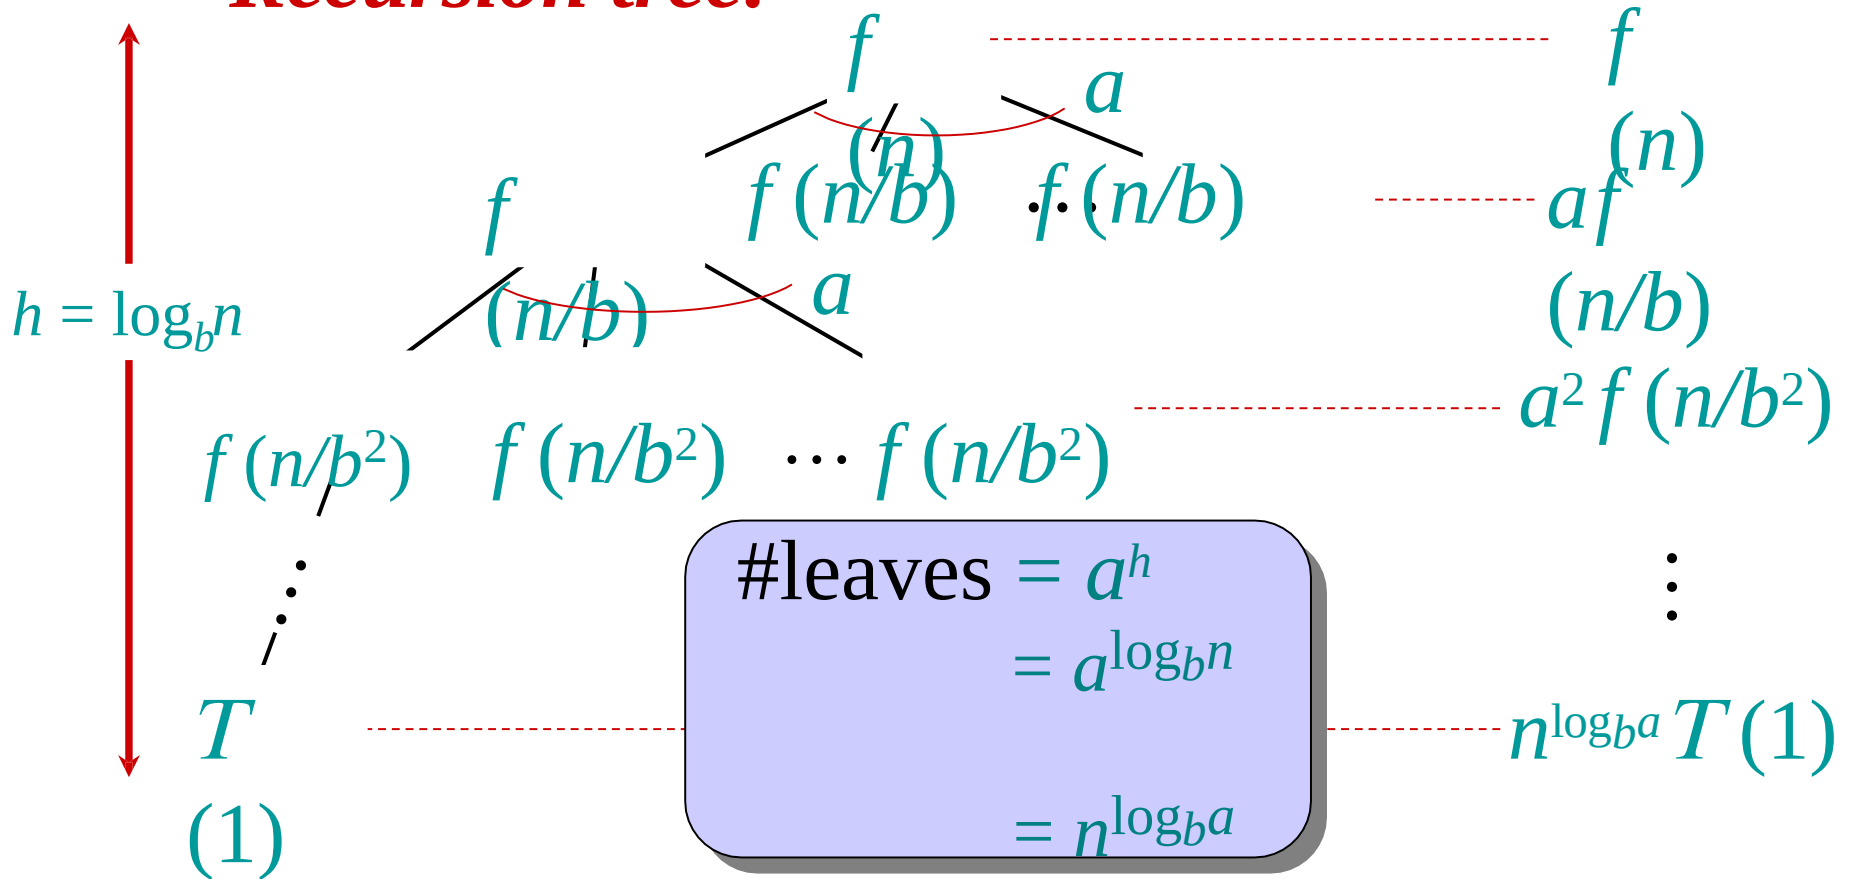 Recursion tree:
f (n)
f (n)
a
f (n/b)
f (n/b)
…
f (n/b)
a f (n/b)
a
h = log_b n
f (n/b²)
f (n/b²)
…
f (n/b²)
a² f (n/b²)
#leaves = a^h
= a^{log_b n}
= n^{log_b a}
⋮
T (1)
n^{log_b a} T (1)